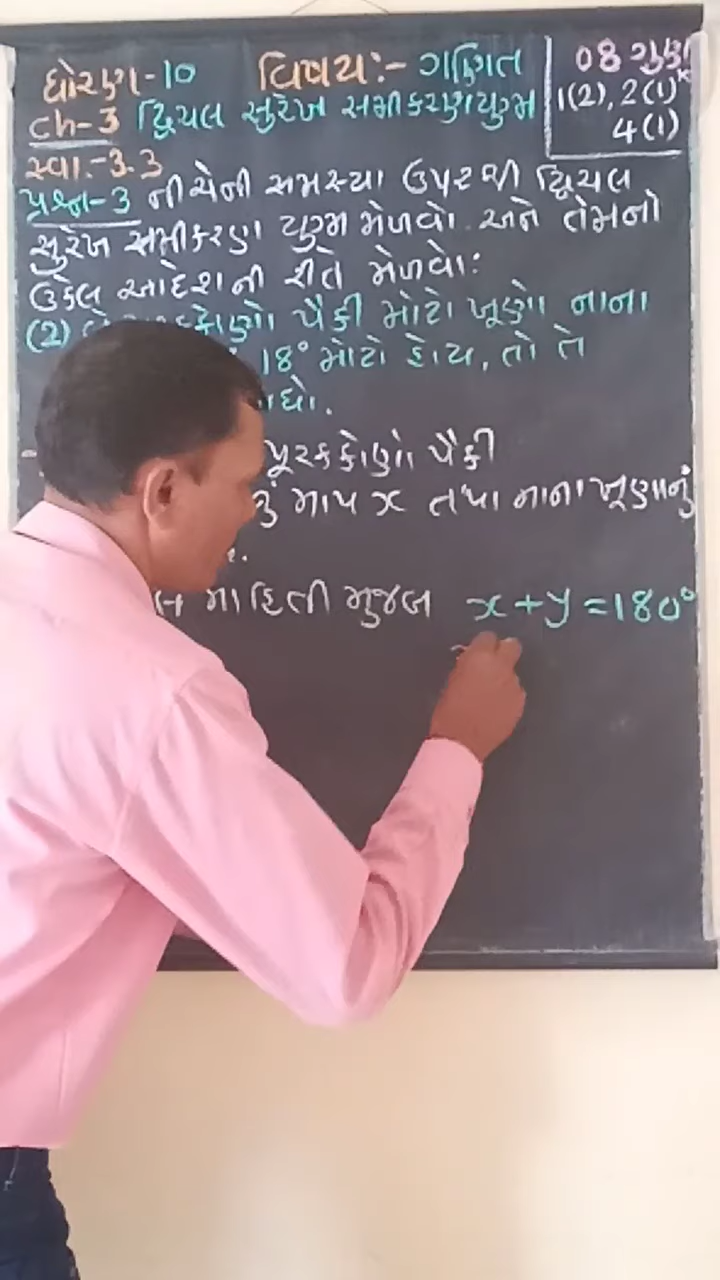 ધોરણ-10 વિષય:- ગણિત
08 ગુણ
Ch-3 દ્વિચલ સુરેખ સમીકરણયુગ્મ
1(2), 2(1)
4(1)
સ્વા.-3.3
પ્રશ્ન-3 નીચેની સમસ્યા ઉપરથી દ્વિચલ
સુરેખ સમીકરણ યુગ્મ મેળવો. અને તેમનો
ઉકેલ આદેશની રીતે મેળવો:
(2) પૈકી મોટો ખૂણો નાના
18° મોટો હોય, તો તે
પૂરકકોણો પૈકી
માપ x તથા નાના ખૂણાનું
માહિતી મુજબ x+y=180°